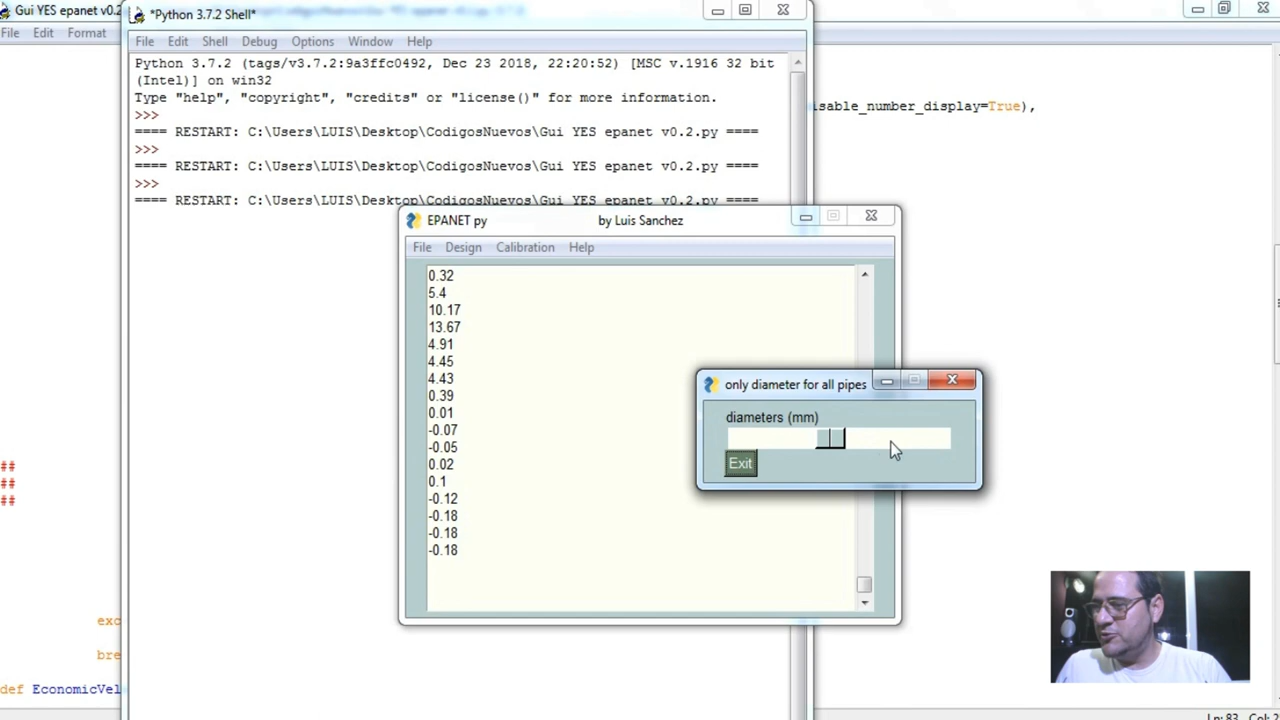 Gui YES epanet v0.2
File Edit Format
*Python 3.7.2 Shell*
File Edit Shell Debug Options Window Help
Python 3.7.2 (tags/v3.7.2:9a3ffc0492, Dec 23 2018, 22:20:52) [MSC v.1916 32 bit
(Intel)] on win32
Type "help", "copyright", "credits" or "license()" for more information.
>>>
==== RESTART: C:\Users\LUIS\Desktop\CodigosNuevos\Gui YES epanet v0.2.py ====
>>>
==== RESTART: C:\Users\LUIS\Desktop\CodigosNuevos\Gui YES epanet v0.2.py ====
>>>
==== RESTART: C:\Users\LUIS\Desktop\CodigosNuevos\Gui YES epanet v0.2.py ====
isable_number_display=True),
EPANET py by Luis Sanchez
File Design Calibration Help
0.32
5.4
10.17
13.67
4.91
4.45
4.43
0.39
0.01
-0.07
-0.05
0.02
0.1
-0.12
-0.18
-0.18
-0.18
only diameter for all pipes
diameters (mm)
Exit
##
##
##
exc
bre
def EconomicVel